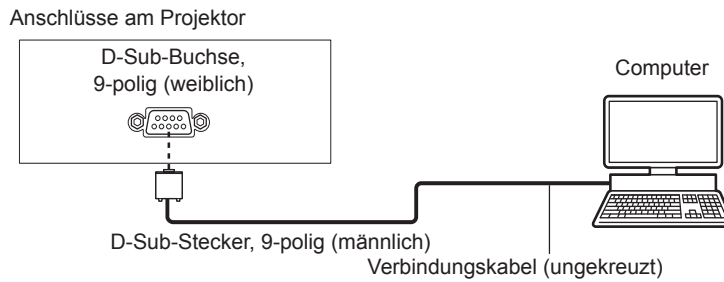 Anschlüsse am Projektor
D-Sub-Buchse,
9-polig (weiblich)
Computer
D-Sub-Stecker, 9-polig (männlich)
Verbindungskabel (ungekreuzt)